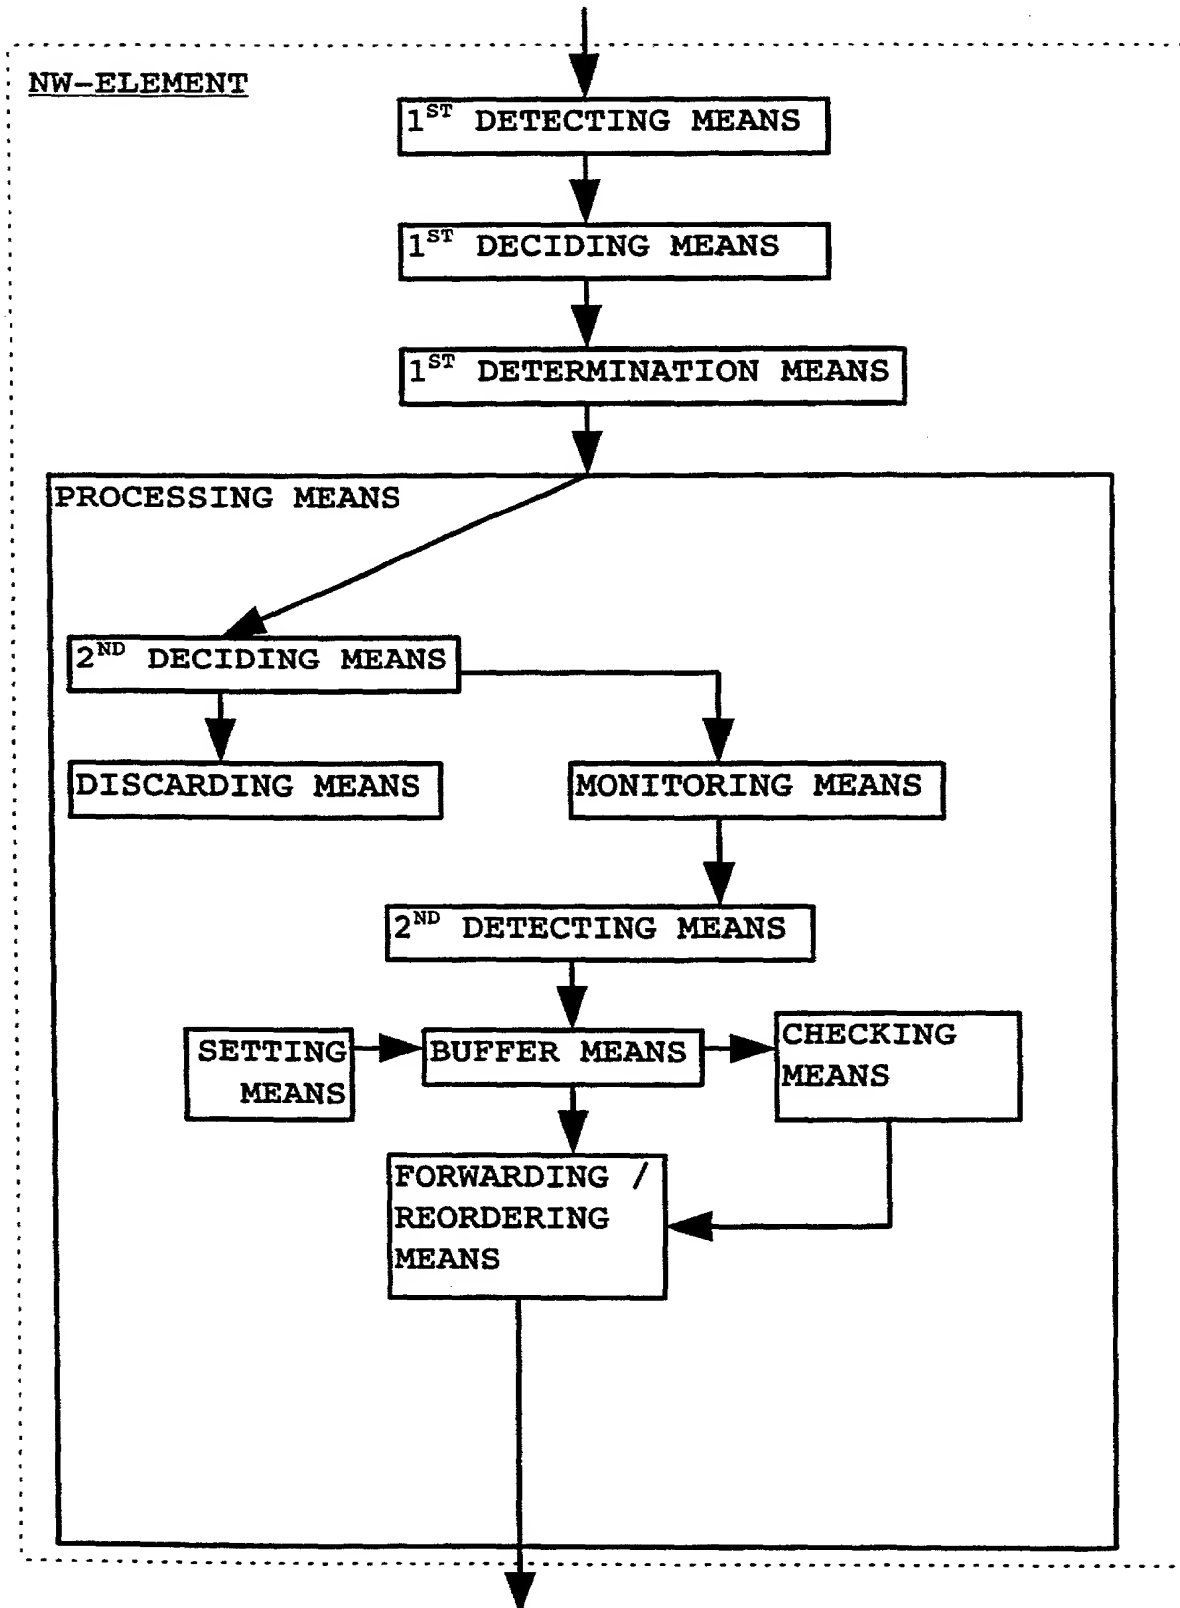 NW-ELEMENT
1ST DETECTING MEANS
1ST DECIDING MEANS
1ST DETERMINATION MEANS
PROCESSING MEANS
2ND DECIDING MEANS
DISCARDING MEANS
MONITORING MEANS
2ND DETECTING MEANS
SETTING
MEANS
BUFFER MEANS
CHECKING
MEANS
FORWARDING /
REORDERING
MEANS